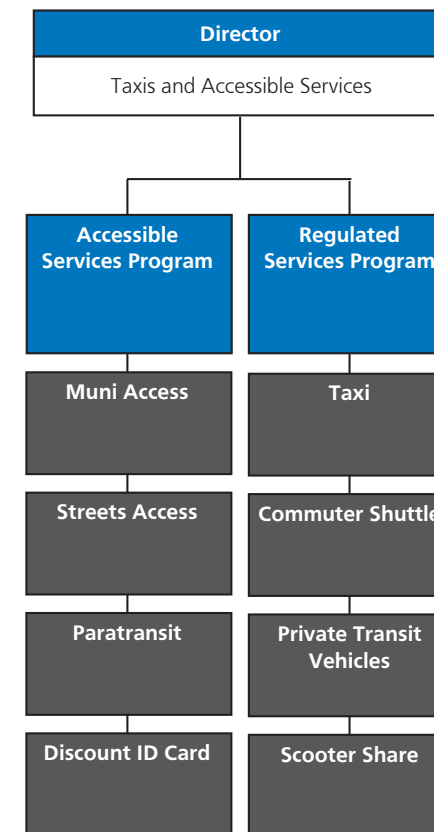 Director
Taxis and Accessible Services
Accessible
Services Program
Regulated
Services Program
Muni Access
Taxi
Streets Access
Commuter Shuttle
Paratransit
Private Transit
Vehicles
Discount ID Card
Scooter Share